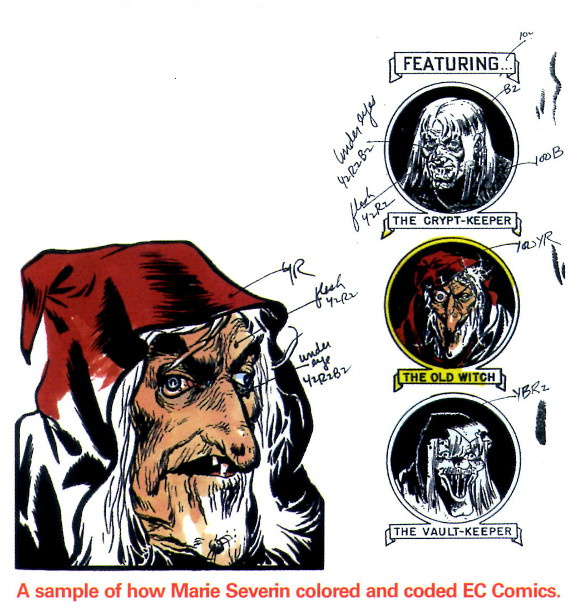 FEATURING...
100
B2
under eyes
Y2R2B2
100B
flesh
Y2R2
THE CRYPT-KEEPER
100YR
YR
flesh
Y2R2
THE OLD WITCH
under
eye
Y2R2B2
YBR2
THE VAULT-KEEPER
A sample of how Marie Severin colored and coded EC Comics.